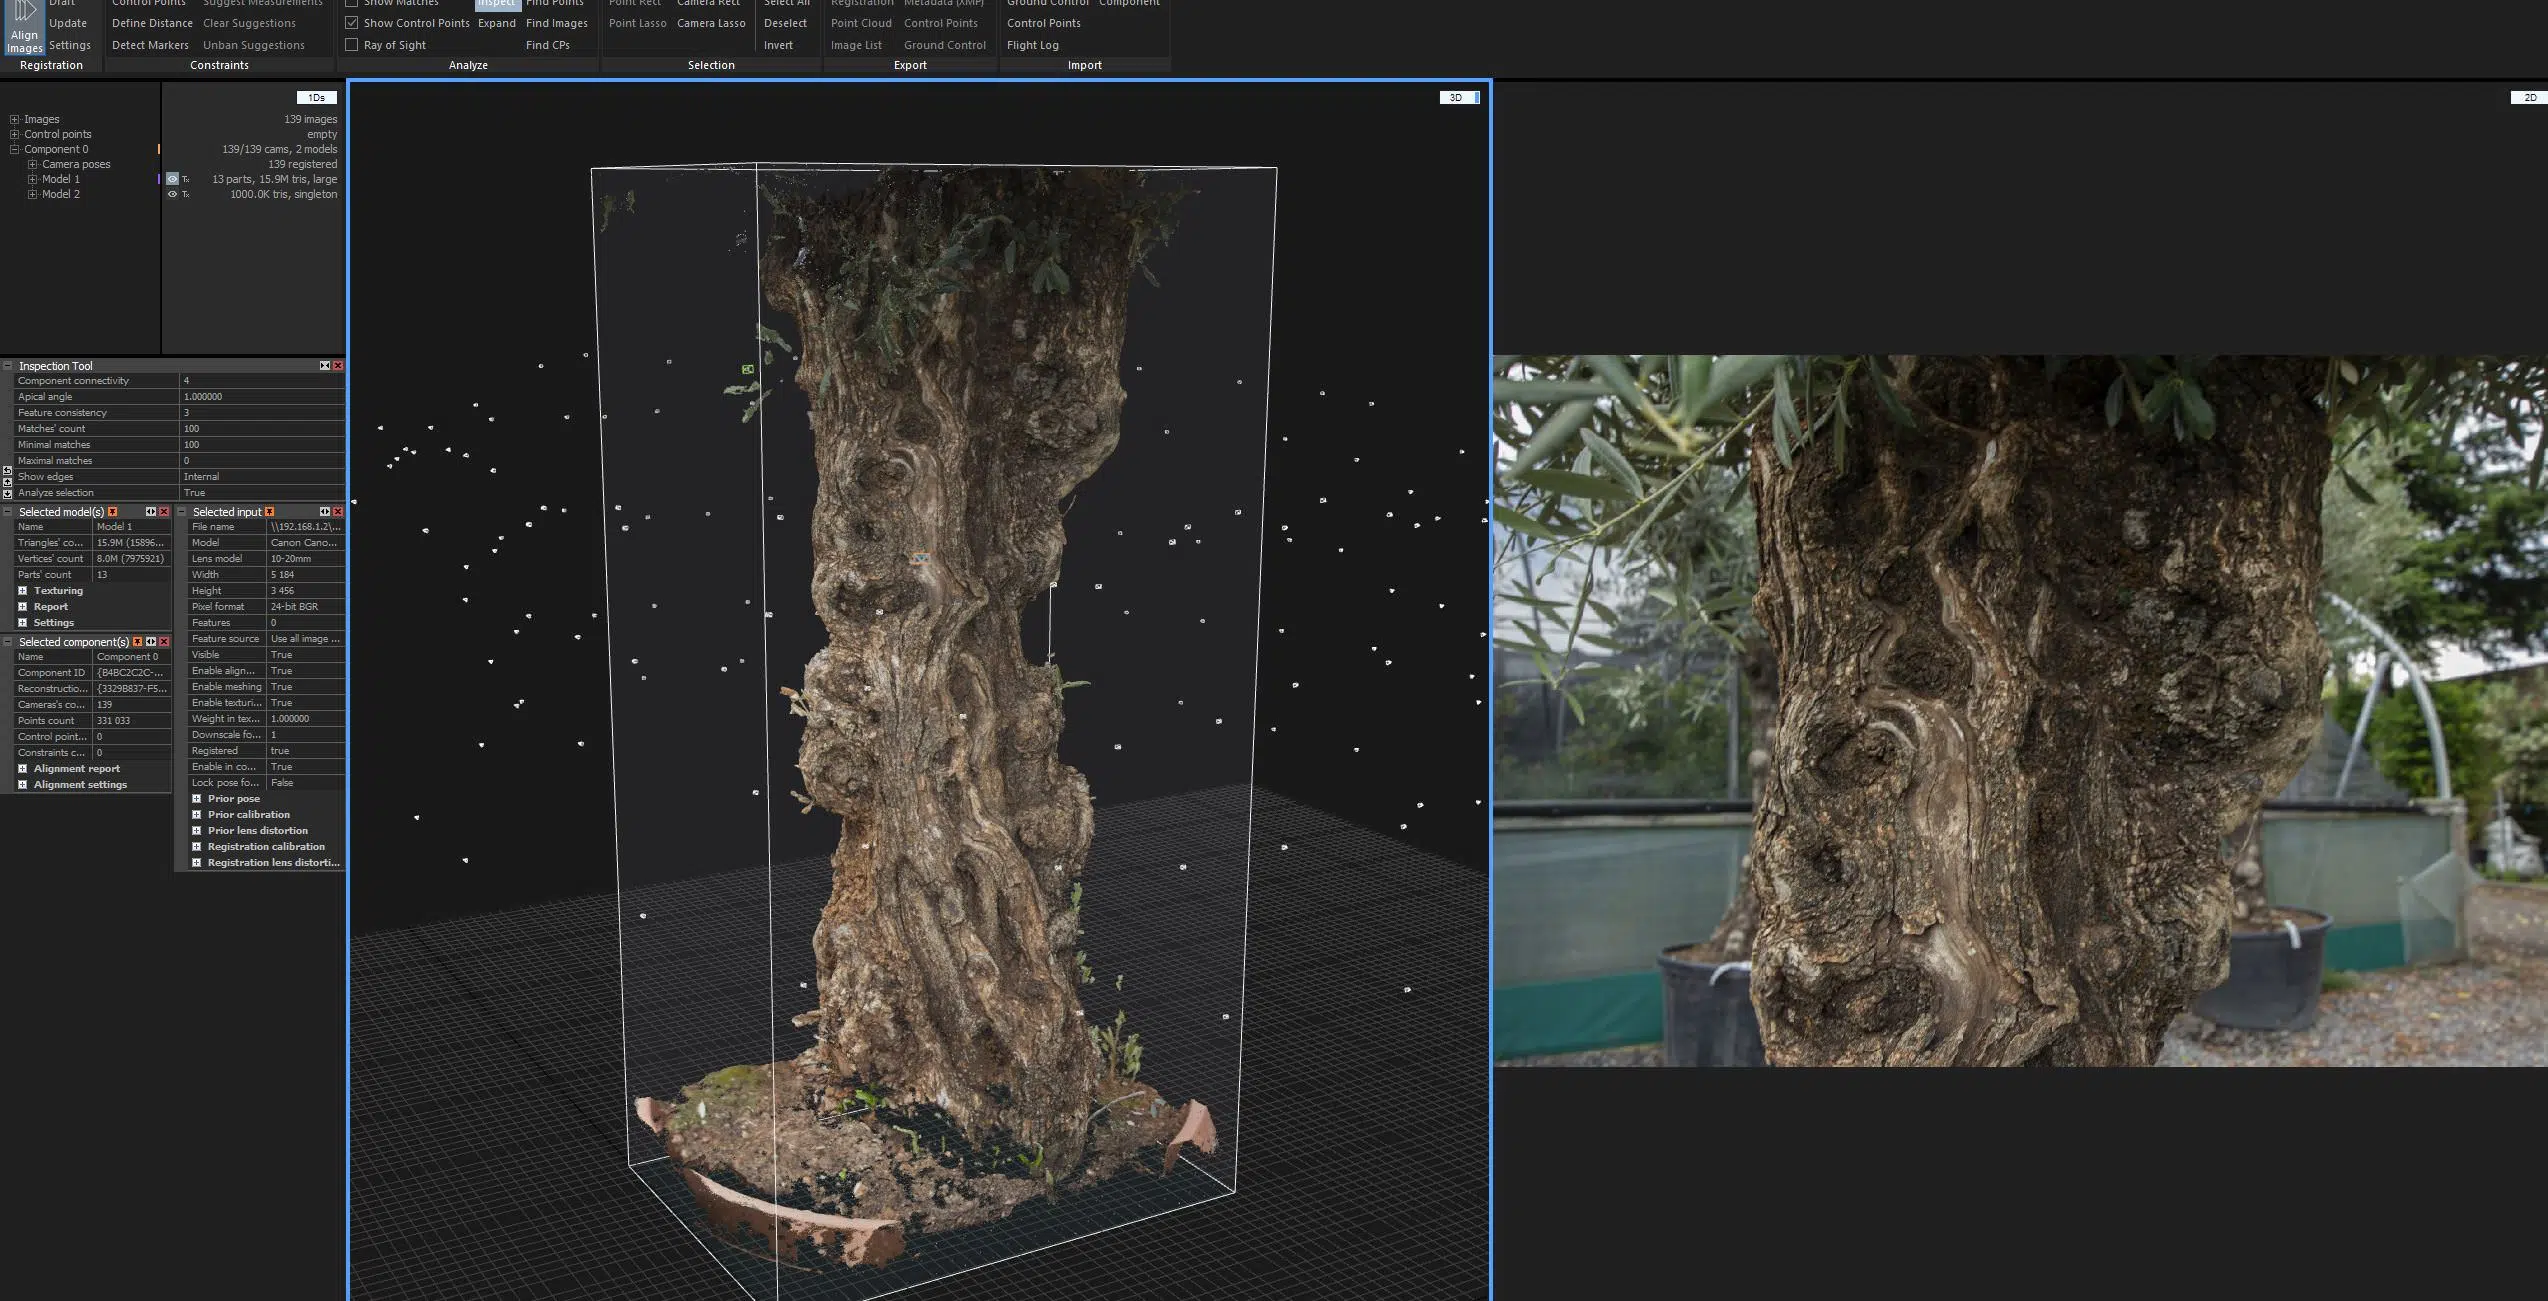 Draft Control Points Suggest Measurements Show Matches Inspect Find Points Point Rect Camera Rect Select All Registration Metadata (XMP) Ground Control Component
Align Update Define Distance Clear Suggestions Show Control Points Expand Find Images Point Lasso Camera Lasso Deselect Point Cloud Control Points Control Points
Images Settings Detect Markers Unban Suggestions Ray of Sight Find CPs Invert Image List Ground Control Flight Log
Registration Constraints Analyze Selection Export Import
1Ds 3D 2D
Images 139 images
Control points empty
Component 0 139/139 cams, 2 models
Camera poses 139 registered
Model 1 Tx 13 parts, 15.9M tris, large
Model 2 Tx 1000.0K tris, singleton
Inspection Tool
Component connectivity 4
Apical angle 1.000000
Feature consistency 3
Matches' count 100
Minimal matches 100
Maximal matches 0
Show edges Internal
Analyze selection True
Selected model(s)
Name Model 1
Triangles' co... 15.9M (15896...
Vertices' count 8.0M (7975921)
Parts' count 13
Texturing
Report
Settings
Selected component(s)
Name Component 0
Component ID {B4BC2C2C-...
Reconstructio... {3329B837-F5...
Cameras's co... 139
Points count 331 033
Control point... 0
Constraints c... 0
Alignment report
Alignment settings
Selected input
File name \\192.168.1.2\...
Model Canon Cano...
Lens model 10-20mm
Width 5 184
Height 3 456
Pixel format 24-bit BGR
Features 0
Feature source Use all image ...
Visible True
Enable align... True
Enable meshing True
Enable texturi... True
Weight in tex... 1.000000
Downscale fo... 1
Registered true
Enable in co... True
Lock pose fo... False
Prior pose
Prior calibration
Prior lens distortion
Registration calibration
Registration lens distorti...